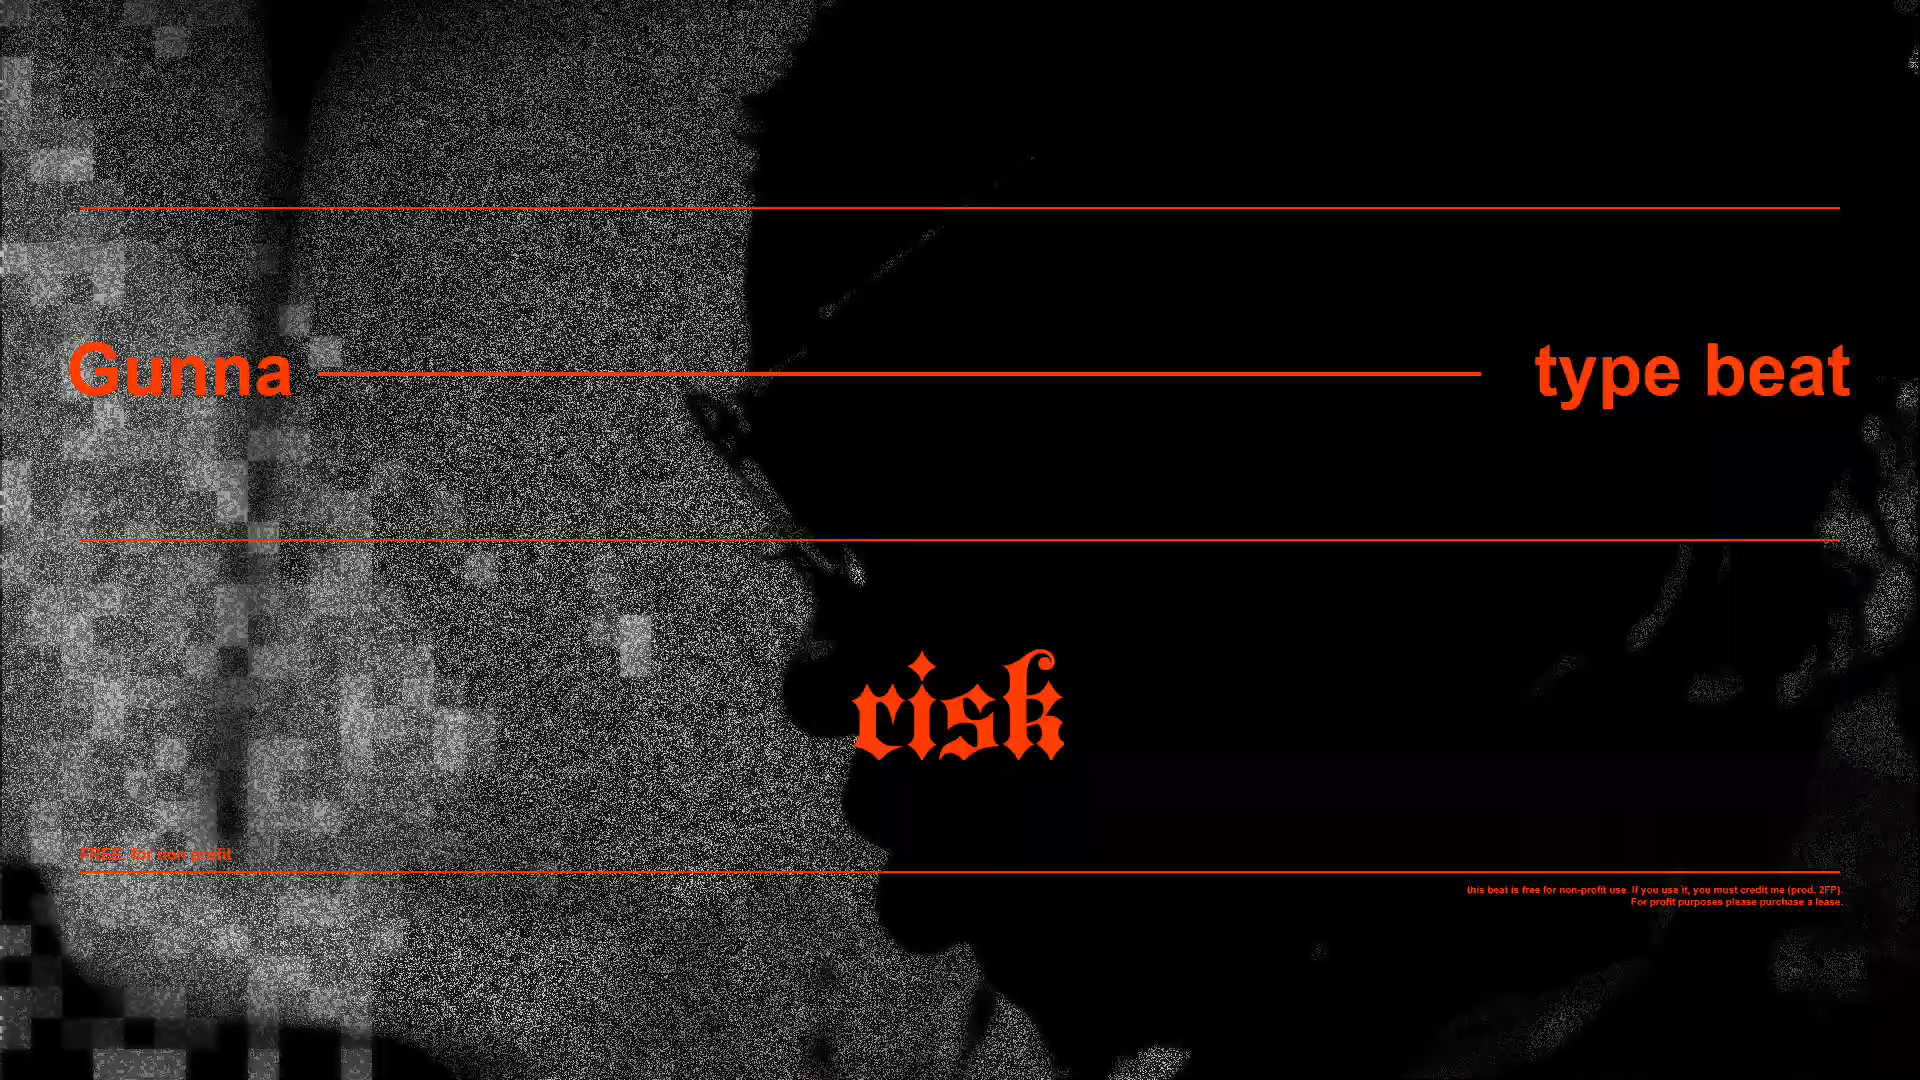 Gunna type beat
risk
FREE. for non profit
this beat is free for non-profit use. If you use it, you must credit me (prod. 2FP).
For profit purposes please purchase a lease.